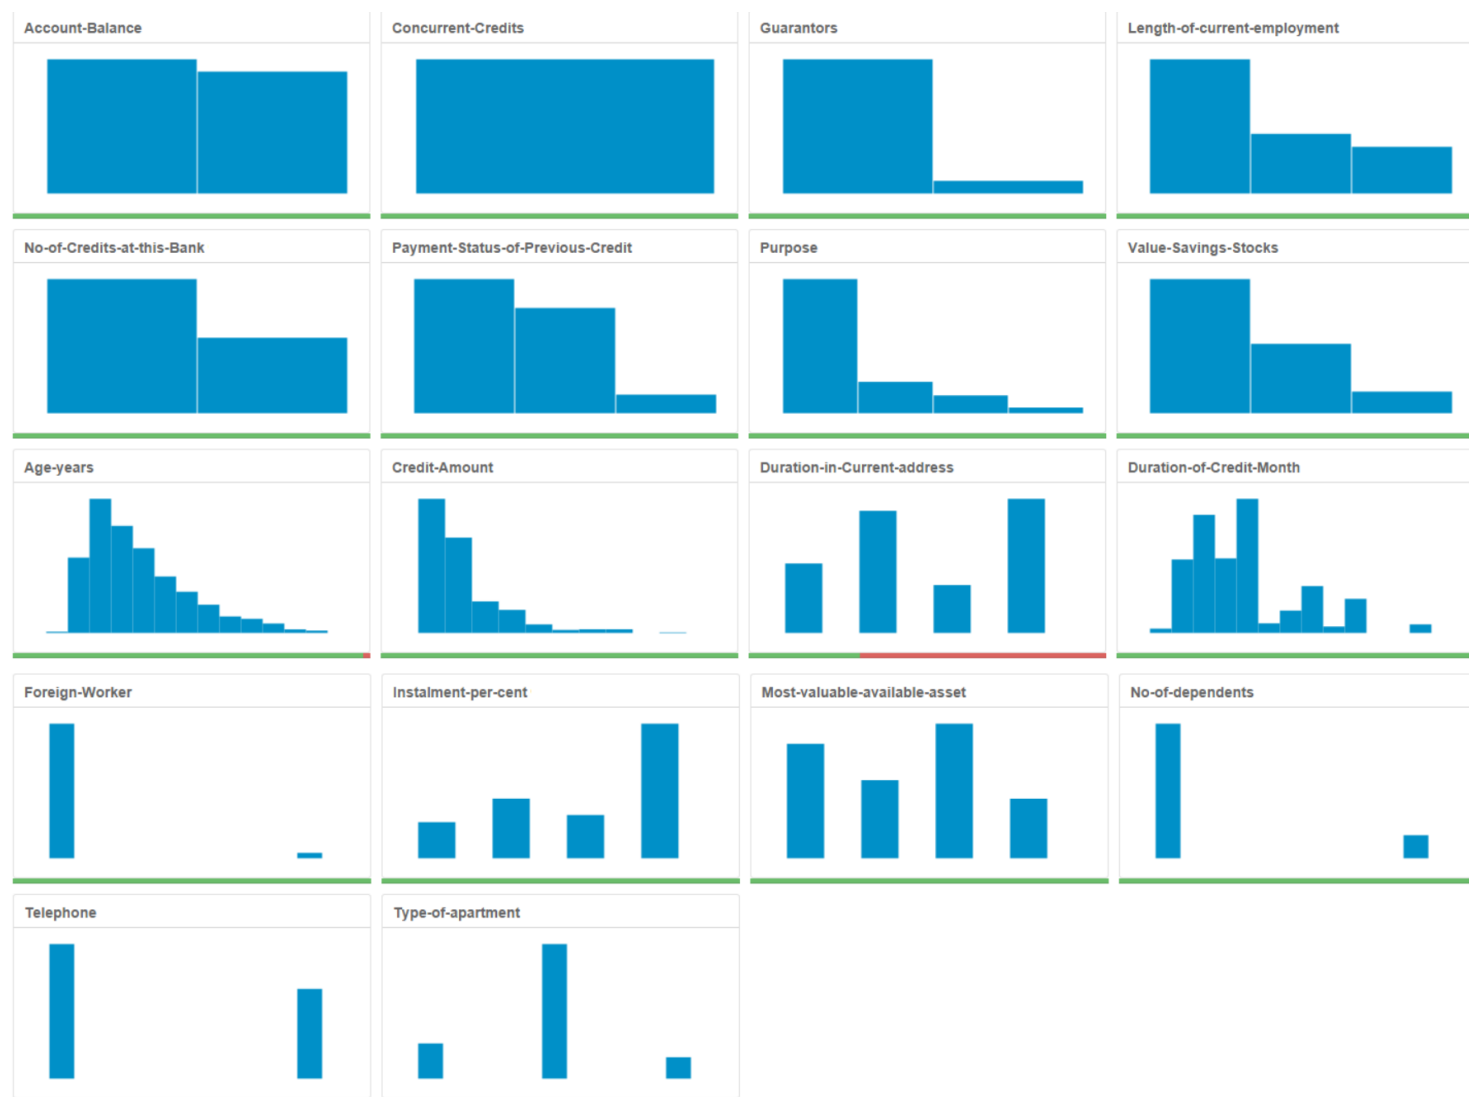 Account-Balance
Concurrent-Credits
Guarantors
Length-of-current-employment
No-of-Credits-at-this-Bank
Payment-Status-of-Previous-Credit
Purpose
Value-Savings-Stocks
Age-years
Credit-Amount
Duration-in-Current-address
Duration-of-Credit-Month
Foreign-Worker
Instalment-per-cent
Most-valuable-available-asset
No-of-dependents
Telephone
Type-of-apartment